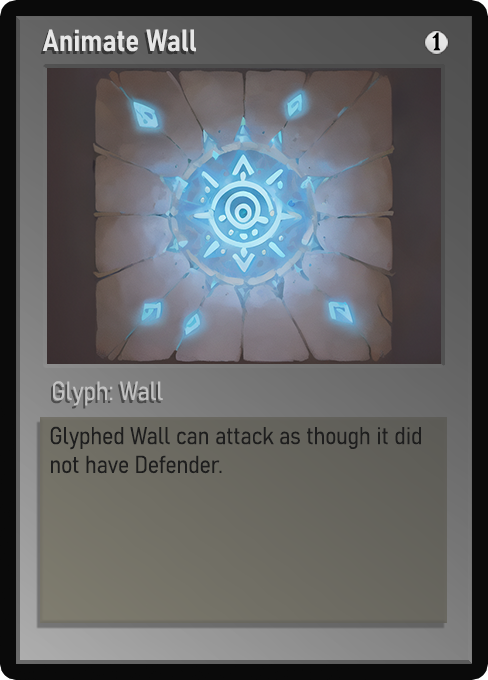 Animate Wall 1
Glyph: Wall
Glyphed Wall can attack as though it did
not have Defender.